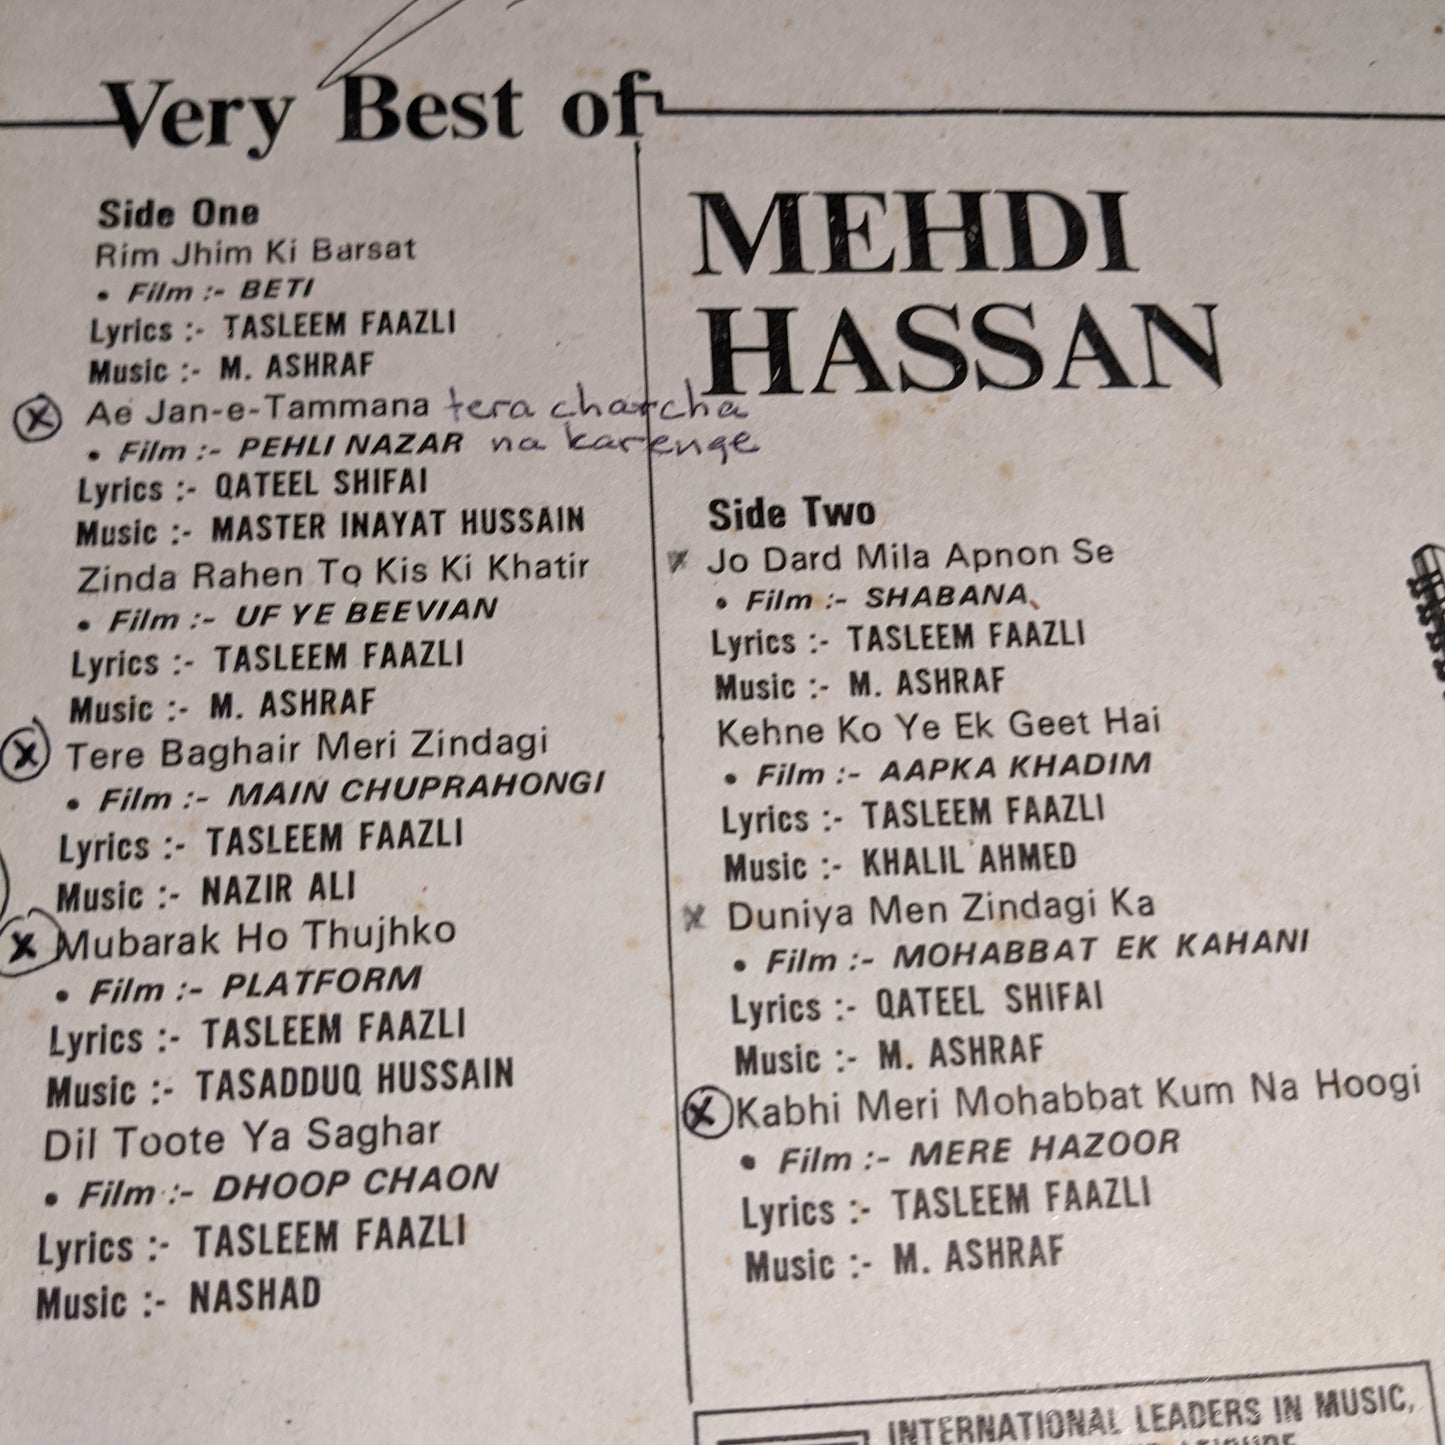 Very Best of
MEHDI
HASSAN
Side One
Rim Jhim Ki Barsat
• Film :- BETI
Lyrics :- TASLEEM FAAZLI
Music :- M. ASHRAF
Ae Jan-e-Tammana tera charcha
• Film :- PEHLI NAZAR na karenge
Lyrics :- QATEEL SHIFAI
Music :- MASTER INAYAT HUSSAIN
Zinda Rahen To Kis Ki Khatir
• Film :- UF YE BEEVIAN
Lyrics :- TASLEEM FAAZLI
Music :- M. ASHRAF
Tere Baghair Meri Zindagi
• Film :- MAIN CHUPRAHONGI
Lyrics :- TASLEEM FAAZLI
Music :- NAZIR ALI
Mubarak Ho Thujhko
• Film :- PLATFORM
Lyrics :- TASLEEM FAAZLI
Music :- TASADDUQ HUSSAIN
Dil Toote Ya Saghar
• Film :- DHOOP CHAON
Lyrics :- TASLEEM FAAZLI
Music :- NASHAD
Side Two
Jo Dard Mila Apnon Se
• Film :- SHABANA
Lyrics :- TASLEEM FAAZLI
Music :- M. ASHRAF
Kehne Ko Ye Ek Geet Hai
• Film :- AAPKA KHADIM
Lyrics :- TASLEEM FAAZLI
Music :- KHALIL AHMED
Duniya Men Zindagi Ka
• Film :- MOHABBAT EK KAHANI
Lyrics :- QATEEL SHIFAI
Music :- M. ASHRAF
Kabhi Meri Mohabbat Kum Na Hoogi
• Film :- MERE HAZOOR
Lyrics :- TASLEEM FAAZLI
Music :- M. ASHRAF
INTERNATIONAL LEADERS IN MUSIC,